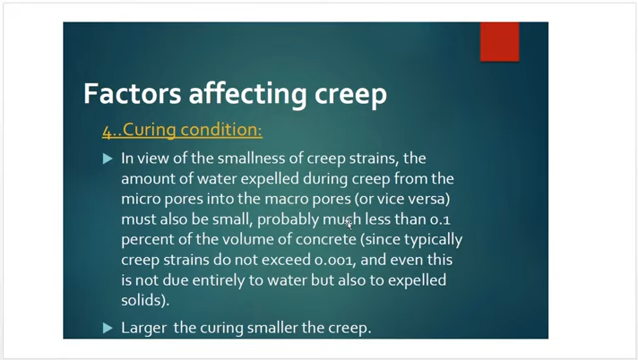 Factors affecting creep
4..Curing condition:
In view of the smallness of creep strains, the
amount of water expelled during creep from the
micro pores into the macro pores (or vice versa)
must also be small, probably much less than 0.1
percent of the volume of concrete (since typically
creep strains do not exceed 0.001, and even this
is not due entirely to water but also to expelled
solids).
Larger the curing smaller the creep.